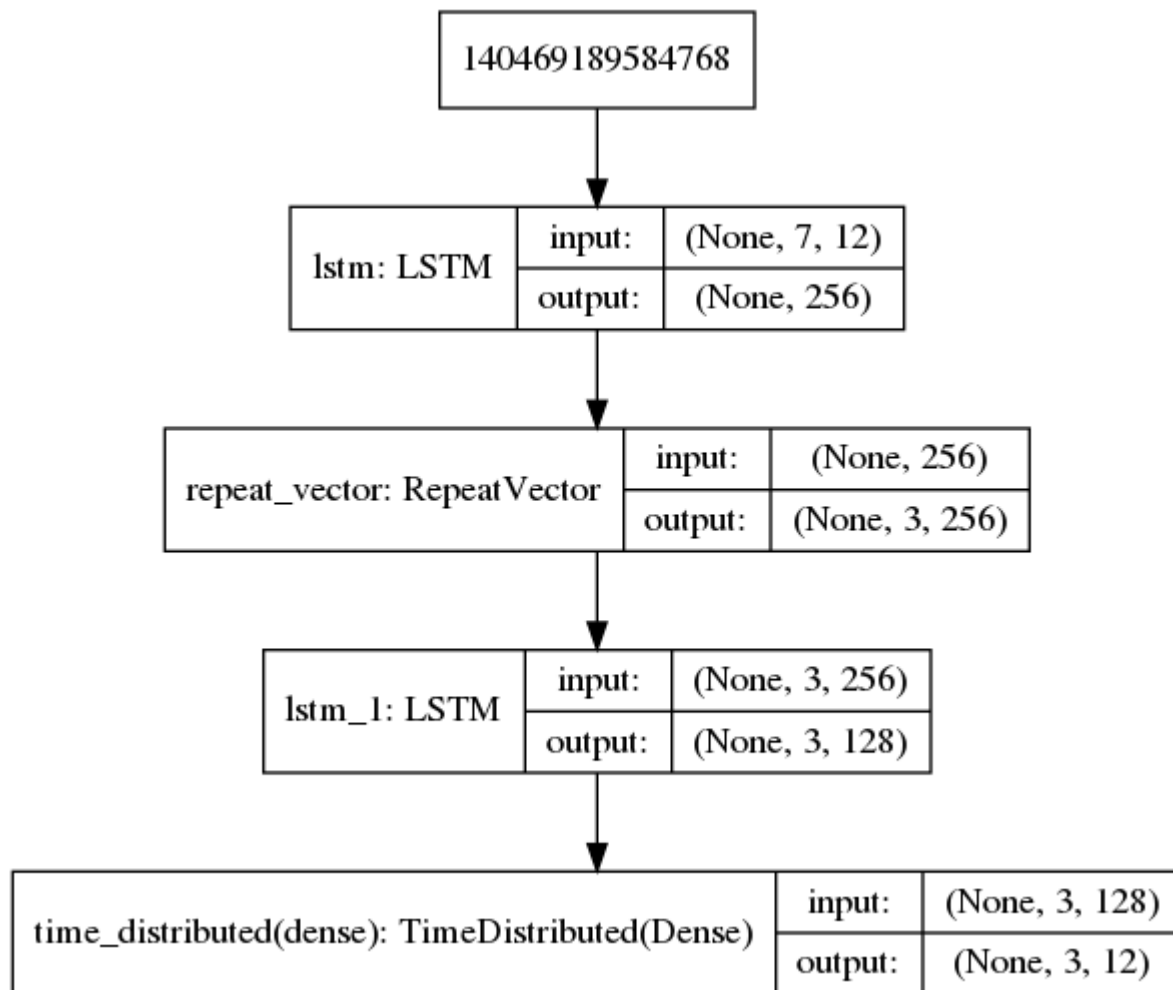 140469189584768
lstm: LSTM
input: (None, 7, 12)
output: (None, 256)
repeat_vector: RepeatVector
input: (None, 256)
output: (None, 3, 256)
lstm_1: LSTM
input: (None, 3, 256)
output: (None, 3, 128)
time_distributed(dense): TimeDistributed(Dense)
input: (None, 3, 128)
output: (None, 3, 12)